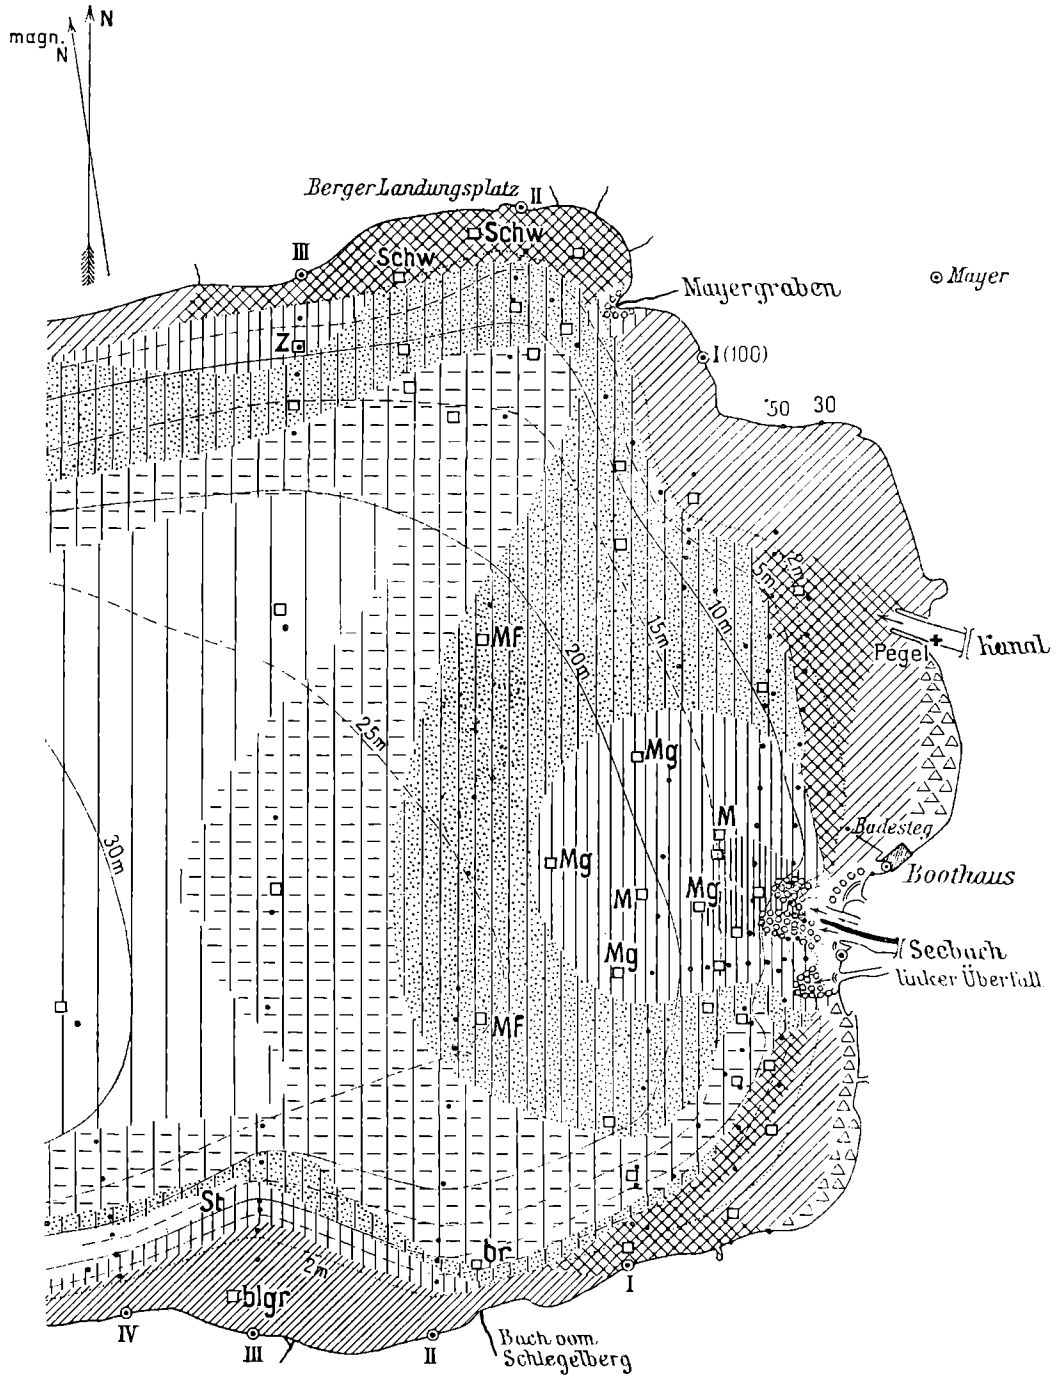 N
magn.
N
Berger Landungsplatz
II
III
Schw
Schw
Mayergraben
Mayer
I (100)
Z
50
30
2m
5m
10m
15m
MF
20m
Pegel
Kanal
25m
Mg
M
Badesteg
30m
Mg
Boothaus
M
Mg
Mg
Seebach
linker Überfall
MF
St
br
2m
blgr
I
IV
III
II
Bach vom
Schlegelberg